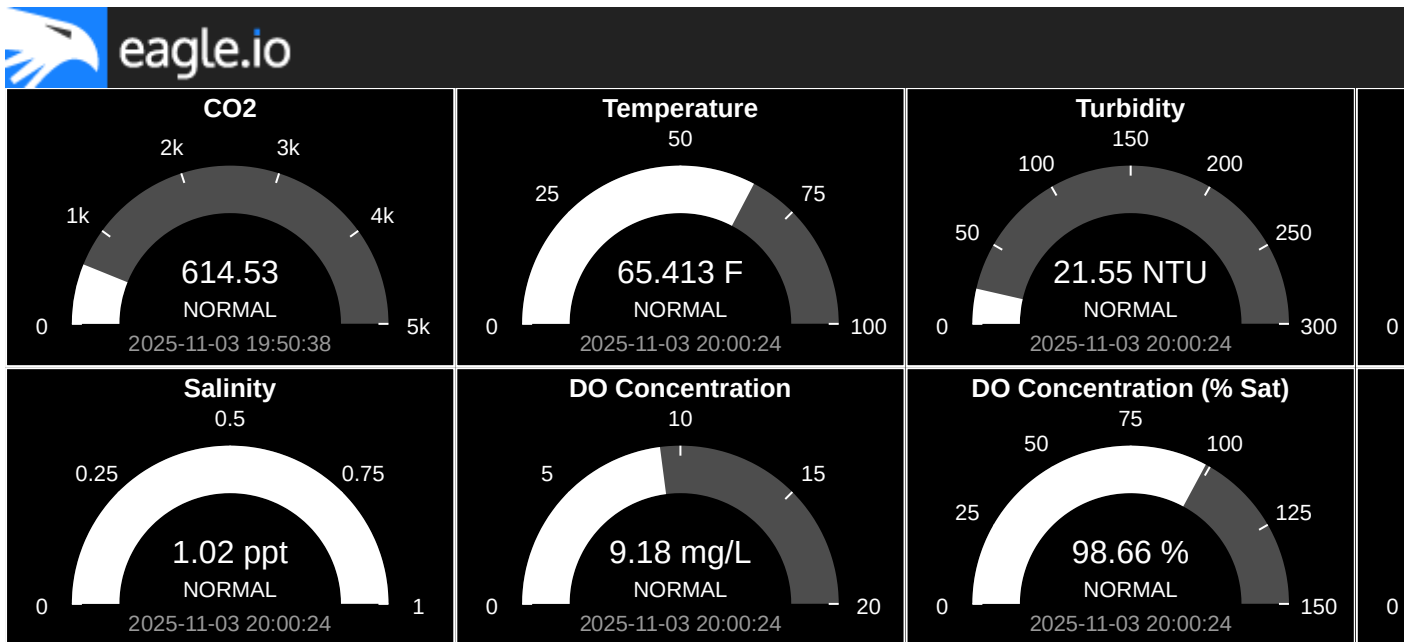 eagle.io
CO2
2k
3k
1k
4k
614.53
NORMAL
0
5k
2025-11-03 19:50:38
Temperature
50
25
75
65.413 F
NORMAL
0
100
2025-11-03 20:00:24
Turbidity
150
100
200
50
250
21.55 NTU
NORMAL
0
300
2025-11-03 20:00:24
0
Salinity
0.5
0.25
0.75
1.02 ppt
NORMAL
0
1
2025-11-03 20:00:24
DO Concentration
10
5
15
9.18 mg/L
NORMAL
0
20
2025-11-03 20:00:24
DO Concentration (% Sat)
75
50
100
25
125
98.66 %
NORMAL
0
150
2025-11-03 20:00:24
0